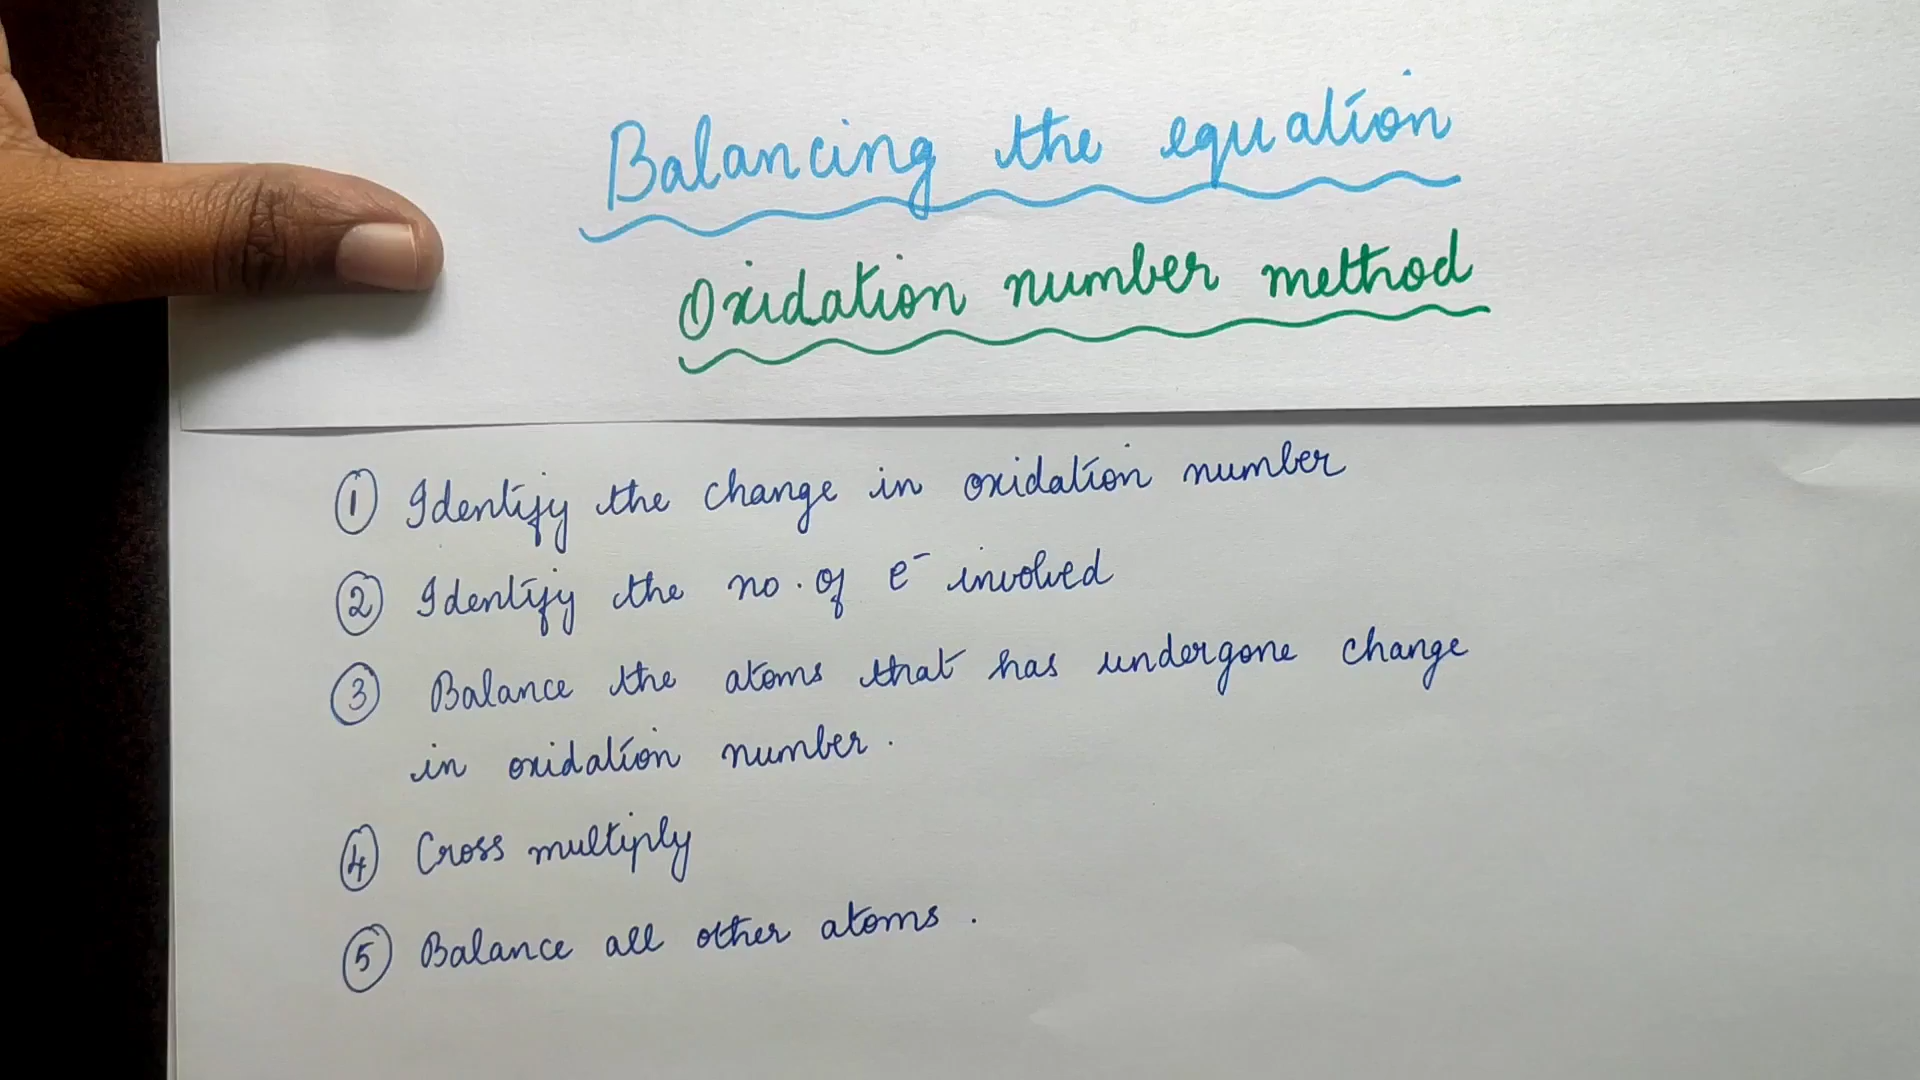 Balancing the equation
Oxidation number method
① Identify the change in oxidation number
② Identify the no. of e⁻ involved
③ Balance the atoms that has undergone change
in oxidation number.
④ Cross multiply
⑤ Balance all other atoms.